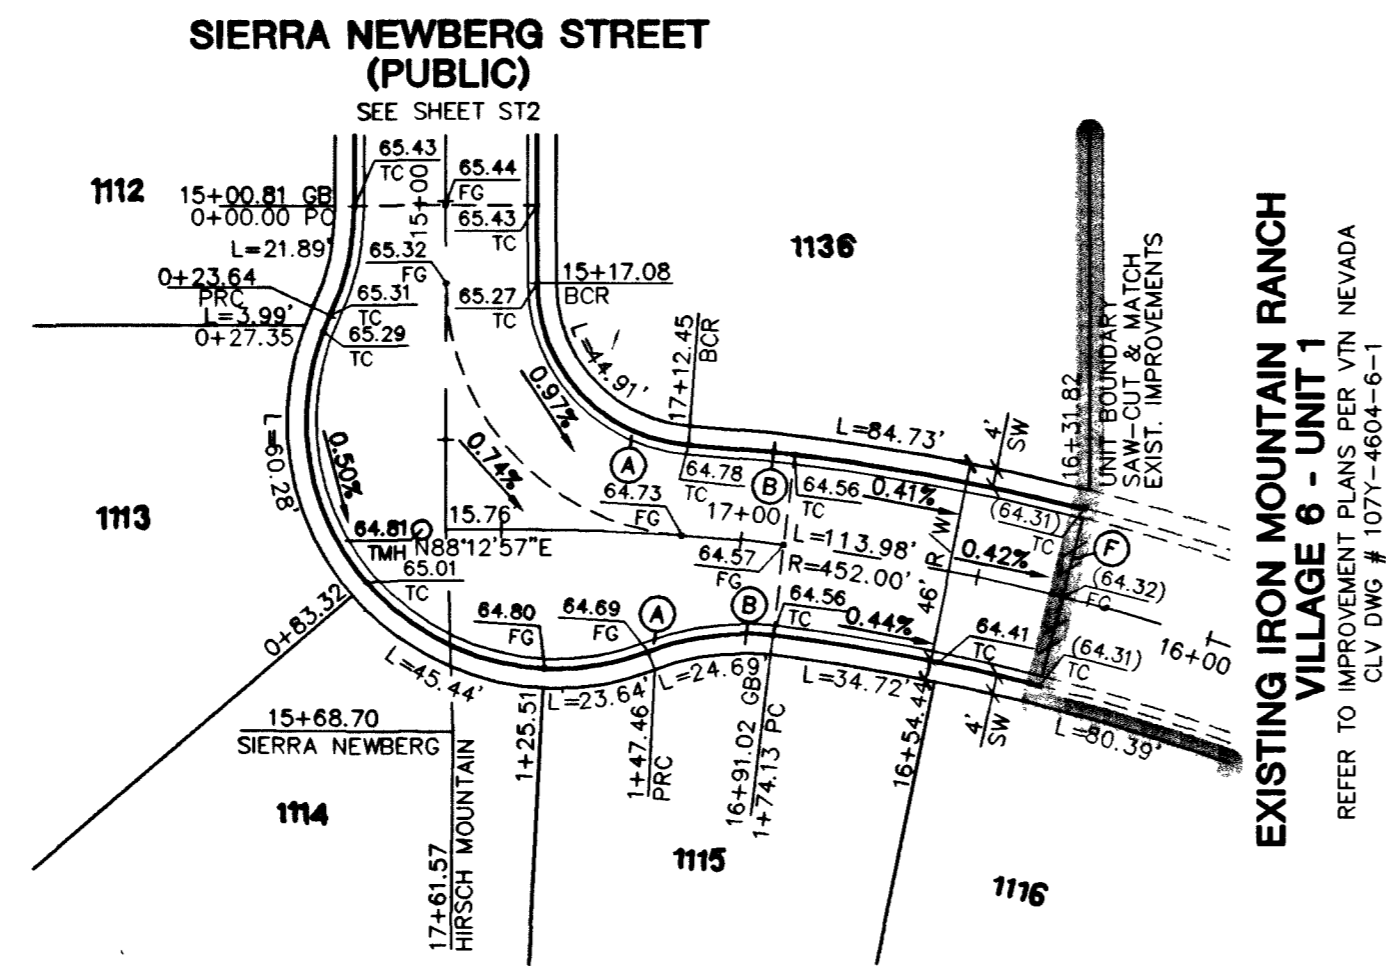 SIERRA NEWBERG STREET
(PUBLIC)
SEE SHEET ST2
1112
65.43
TC
15+00
65.44
FG
15+00.81 GB
0+00.00 PC
65.43
TC
L=21.89'
65.32
FG
1136
0+23.64
PRC
65.31
TC
65.27
TC
15+17.08
BCR
L=3.99'
0+27.35
65.29
TC
L=44.91'
17+12.45
BCR
0.97%
L=84.73'
4'
SW
16+31.82
UNIT BOUNDARY
SAW-CUT & MATCH
EXIST. IMPROVEMENTS
L=60.28'
0.50%
0.74%
A
B
64.78
TC
64.56
TC
0.41%
1113
64.73
FG
17+00
(64.31)
TC
64.81
TMH
15.76'
N88°12'57"E
64.57
FG
L=113.98'
R=452.00'
R/W
46'
0.42%
F
(64.32)
FG
65.01
TC
64.80
FG
64.69
FG
A
B
64.56
TC
0.44%
64.41
TC
(64.31)
TC
16+00
0+83.32
L=45.44'
L=23.64'
L=24.69'
L=34.72'
4'
SW
L=80.39'
15+68.70
SIERRA NEWBERG
17+61.57
HIRSCH MOUNTAIN
1+25.51
1+47.46
PRC
16+91.02 GB
1+74.13 PC
16+54.44
1114
1115
1116
EXISTING IRON MOUNTAIN RANCH
VILLAGE 6 - UNIT 1
REFER TO IMPROVEMENT PLANS PER VTN NEVADA
CLV DWG # 107Y-4604-6-1